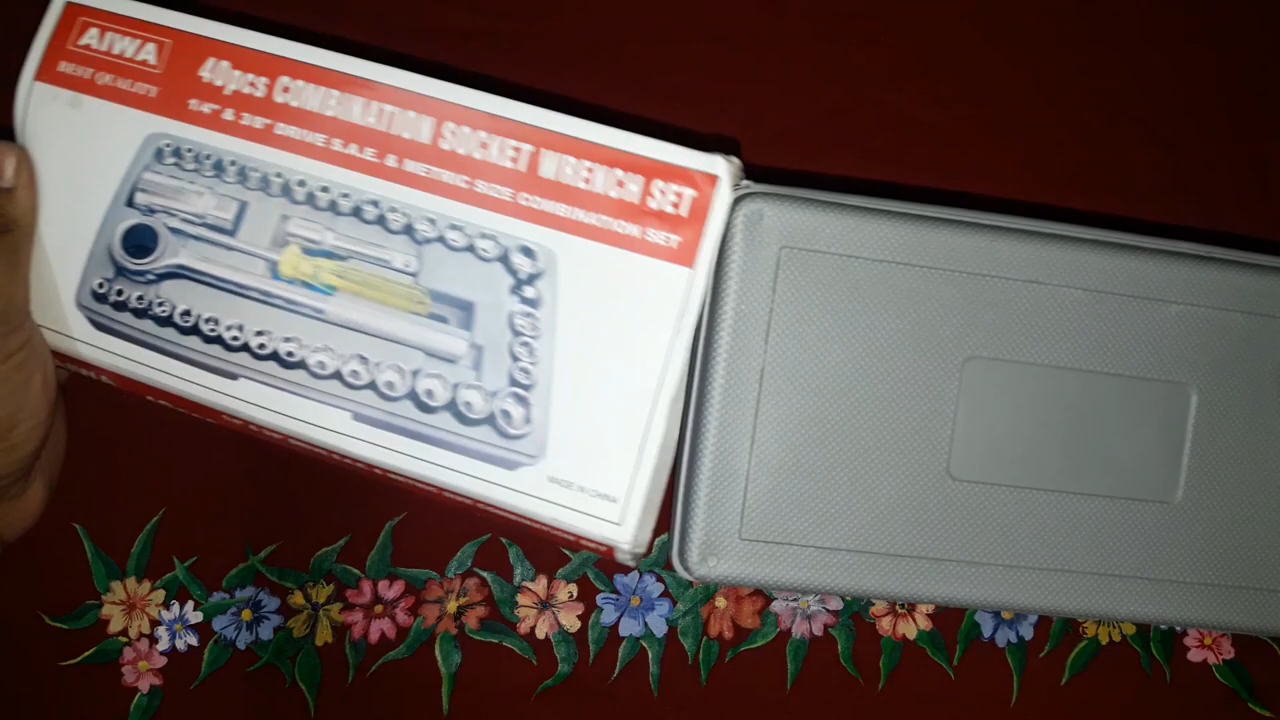 AIWA
BEST QUALITY
40pcs COMBINATION SOCKET WRENCH SET
1/4" & 3/8" DRIVE S.A.E. & METRIC SIZE COMBINATION SET
MADE IN CHINA